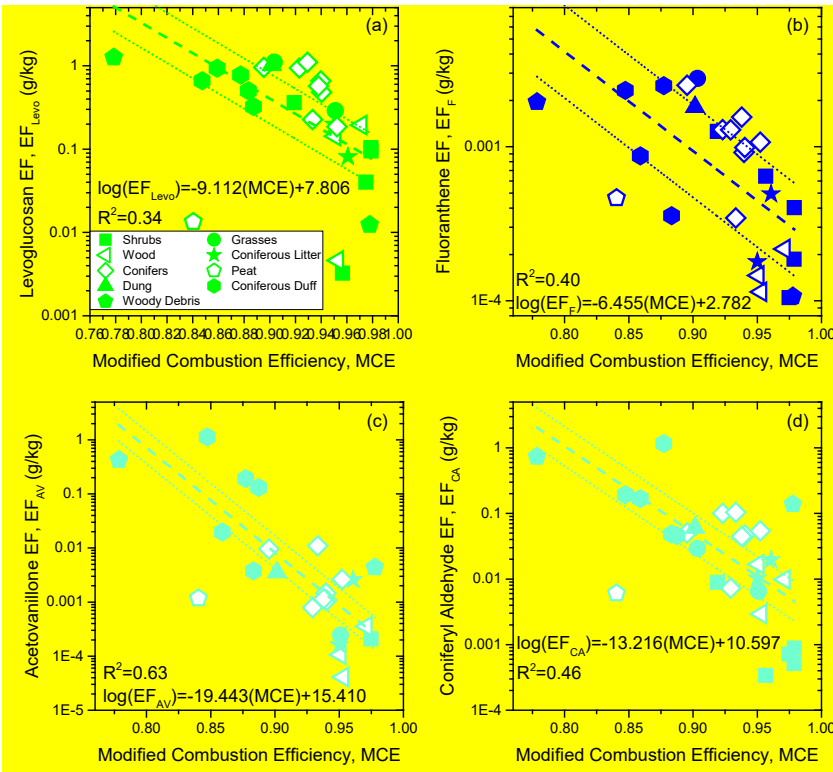 (a)
Levoglucosan EF, EF_Levo (g/kg)
1
0.1
0.01
0.001
log(EF_Levo)=-9.112(MCE)+7.806
R²=0.34
Shrubs
Wood
Conifers
Dung
Woody Debris
Grasses
Coniferous Litter
Peat
Coniferous Duff
0.76 0.78 0.80 0.82 0.84 0.86 0.88 0.90 0.92 0.94 0.96 0.98 1.00
Modified Combustion Efficiency, MCE
(b)
Fluoranthene EF, EF_F (g/kg)
0.001
1E-4
R²=0.40
log(EF_F)=-6.455(MCE)+2.782
0.80 0.85 0.90 0.95 1.00
Modified Combustion Efficiency, MCE
(c)
Acetovanillone EF, EF_AV (g/kg)
1
0.1
0.01
0.001
1E-4
1E-5
R²=0.63
log(EF_AV)=-19.443(MCE)+15.410
0.80 0.85 0.90 0.95 1.00
Modified Combustion Efficiency, MCE
(d)
Coniferyl Aldehyde EF, EF_CA (g/kg)
1
0.1
0.01
0.001
1E-4
log(EF_CA)=-13.216(MCE)+10.597
R²=0.46
0.80 0.85 0.90 0.95 1.00
Modified Combustion Efficiency, MCE